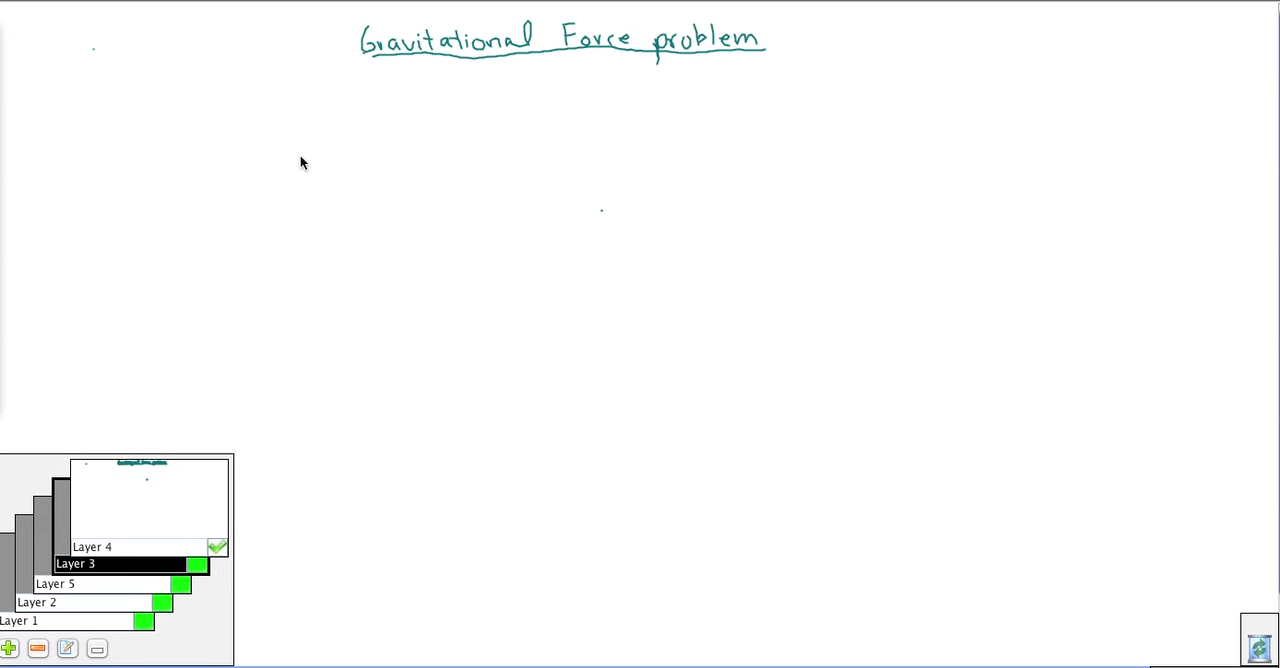 Gravitational Force problem
Layer 4
Layer 3
Layer 5
Layer 2
Layer 1